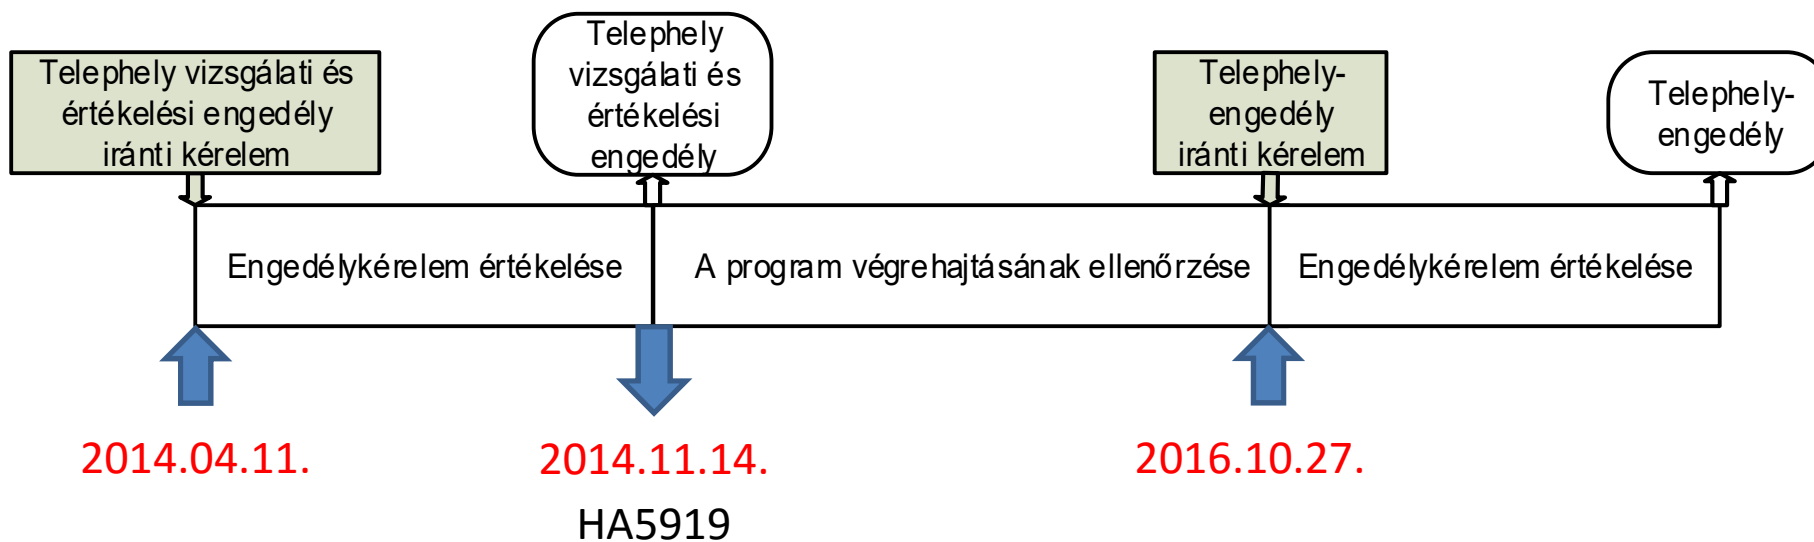 Telephely vizsgálati és
értékelési engedély
iránti kérelem
Telephely
vizsgálati és
értékelési
engedély
Telephely-
engedély
iránti kérelem
Telephely-
engedély
Engedélykérelem értékelése
A program végrehajtásának ellenőrzése
Engedélykérelem értékelése
2014.04.11.
2014.11.14.
2016.10.27.
HA5919